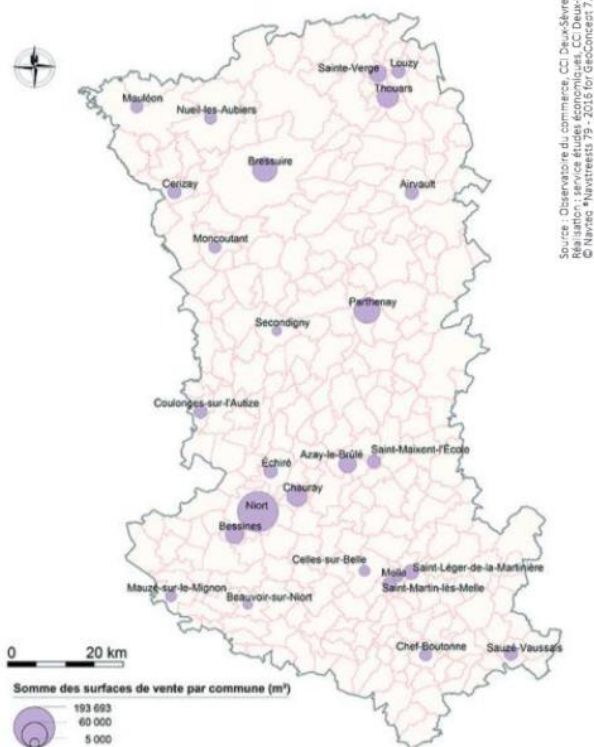 Sainte-Verge
Louzy
Thouars
Mauléon
Nueil-les-Aubiers
Bressuire
Cerizay
Airvault
Moncoutant
Parthenay
Secondigny
Coulonges-sur-l'Autize
Azay-le-Brûlé
Saint-Maixent-l'École
Échiré
Chauray
Niort
Bessines
Celles-sur-Belle
Melle
Saint-Léger-de-la-Martinière
Saint-Martin-lès-Melle
Mauzé-sur-le-Mignon
Beauvoir-sur-Niort
Chef-Boutonne
Sauzé-Vaussais
0 20 km
Somme des surfaces de vente par commune (m²)
193 693
60 000
5 000
Source : Observatoire du commerce, CCI Deux-Sèvre
Réalisation : service études économiques, CCI Deux-
© Navteq ®Navstreests 79 - 2016 for GeoConcept 7.